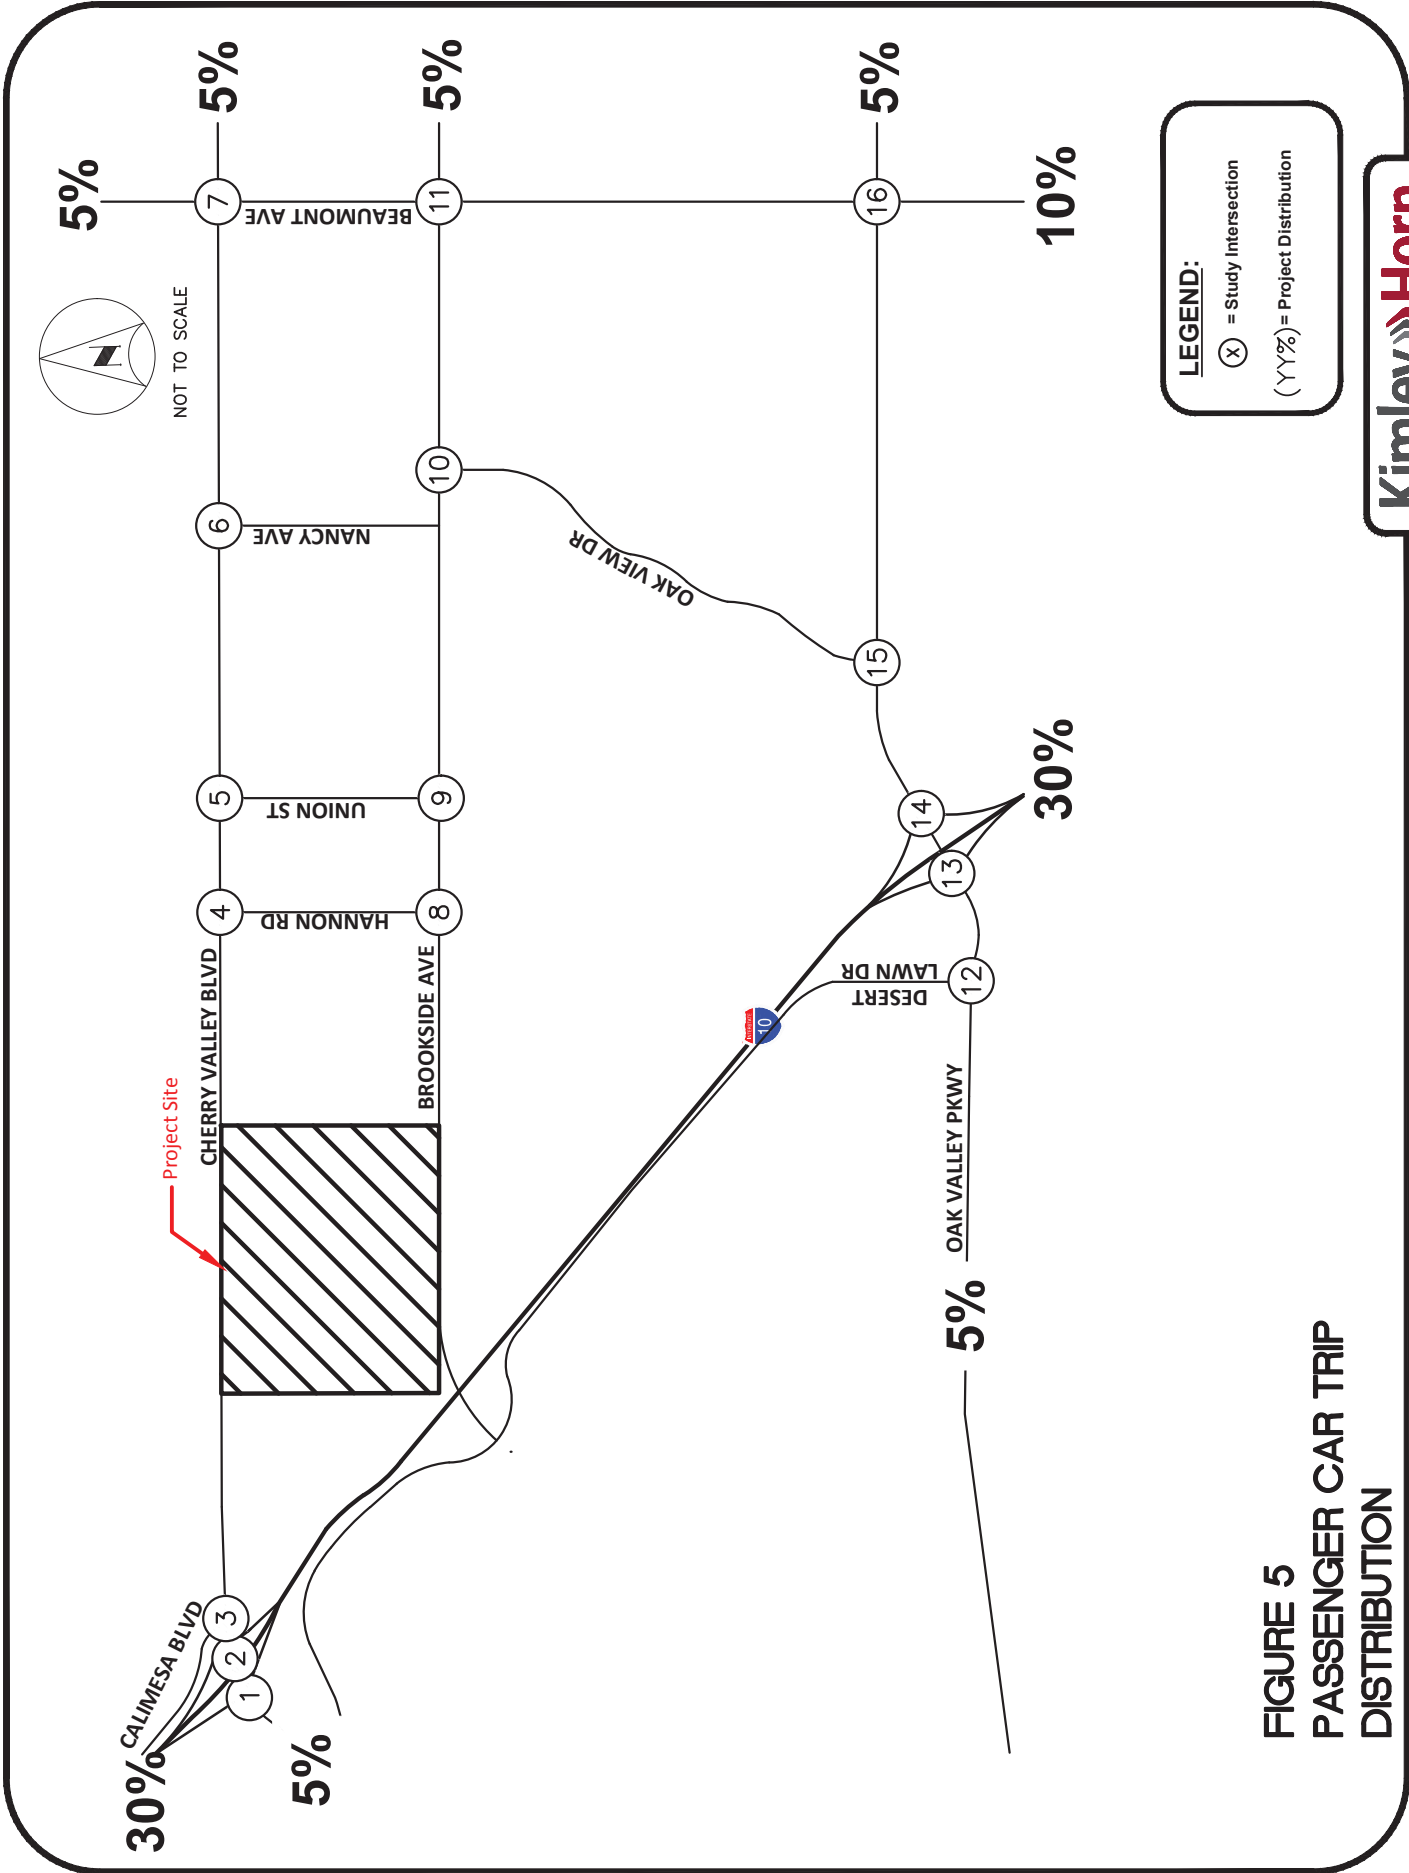 5%
5%
5%
5%
10%
30%
5%
5%
30%
CALIMESA BLVD
CHERRY VALLEY BLVD
BROOKSIDE AVE
HANNON RD
UNION ST
NANCY AVE
BEAUMONT AVE
OAK VIEW DR
DESERT
LAWN DR
OAK VALLEY PKWY
Project Site
1
2
3
4
5
6
7
8
9
10
11
12
13
14
15
16
10
N
NOT TO SCALE
LEGEND:
X = Study Intersection
(YY%)= Project Distribution
FIGURE 5
PASSENGER CAR TRIP
DISTRIBUTION
Kimley»Horn